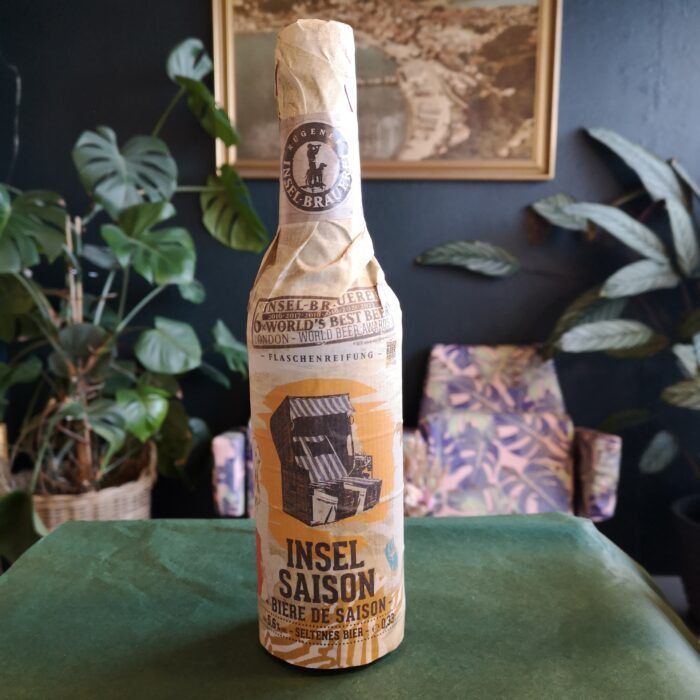 RÜGENER
INSEL-BRAUEREI
INSEL-BRAUEREI
WORLD'S BEST BEER
LONDON - WORLD BEER AWARDS
- FLASCHENREIFUNG -
INSEL
SAISON
- BIÈRE DE SAISON -
- SELTENES BIER -